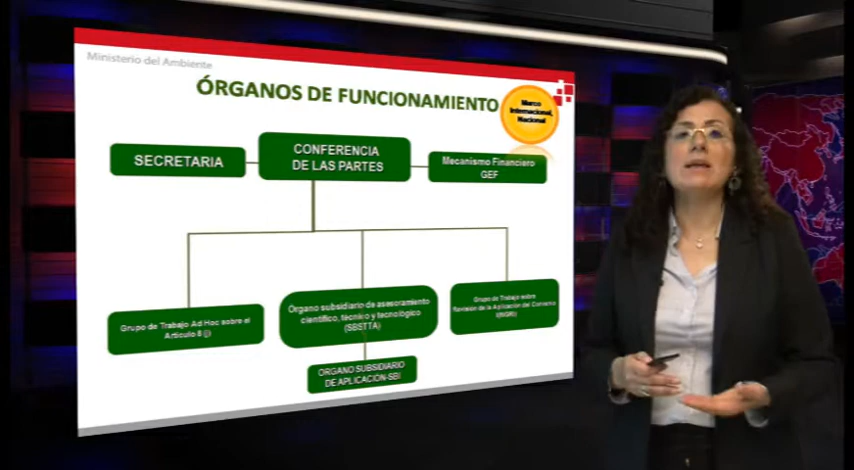 Ministerio del Ambiente
ÓRGANOS DE FUNCIONAMIENTO
Marco
Internacional,
Nacional
SECRETARIA
CONFERENCIA
DE LAS PARTES
Mecanismo Financiero
GEF
Grupo de Trabajo Ad Hoc sobre el
Artículo 8 (j)
Órgano subsidiario de asesoramiento
científico, técnico y tecnológico
(SBSTTA)
Grupo de Trabajo sobre
Revisión de la Aplicación del Convenio
ORGANO SUBSIDIARIO
DE APLICACIÓN-SBI